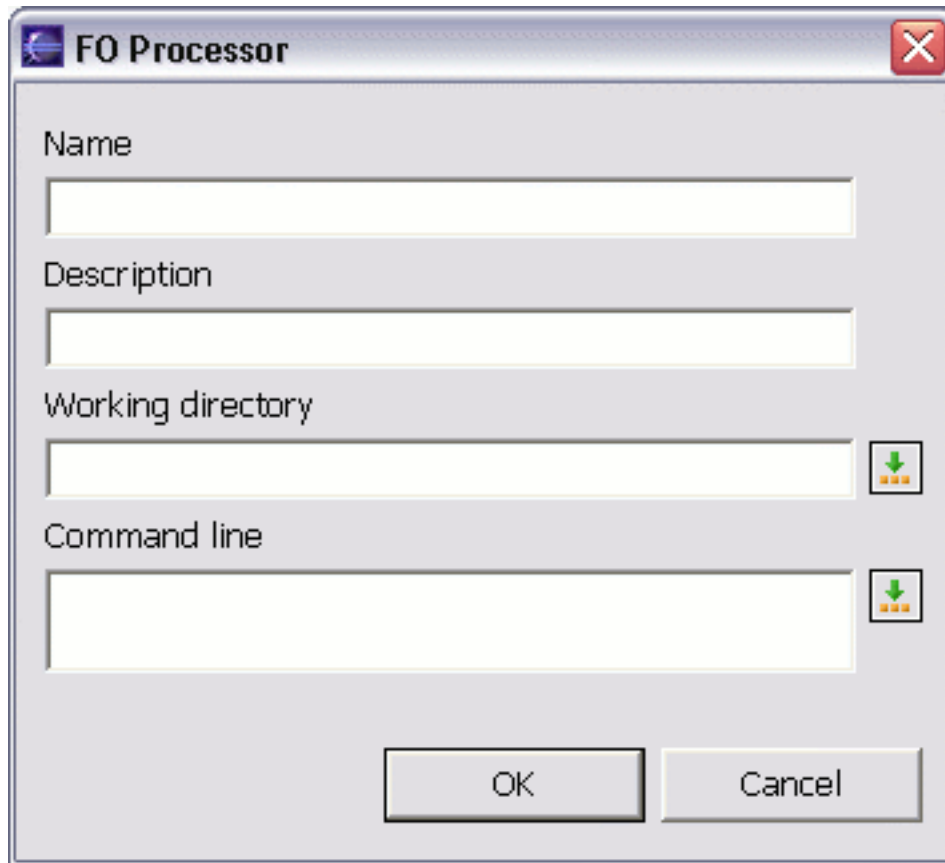 FO Processor
Name
Description
Working directory
Command line
OK Cancel